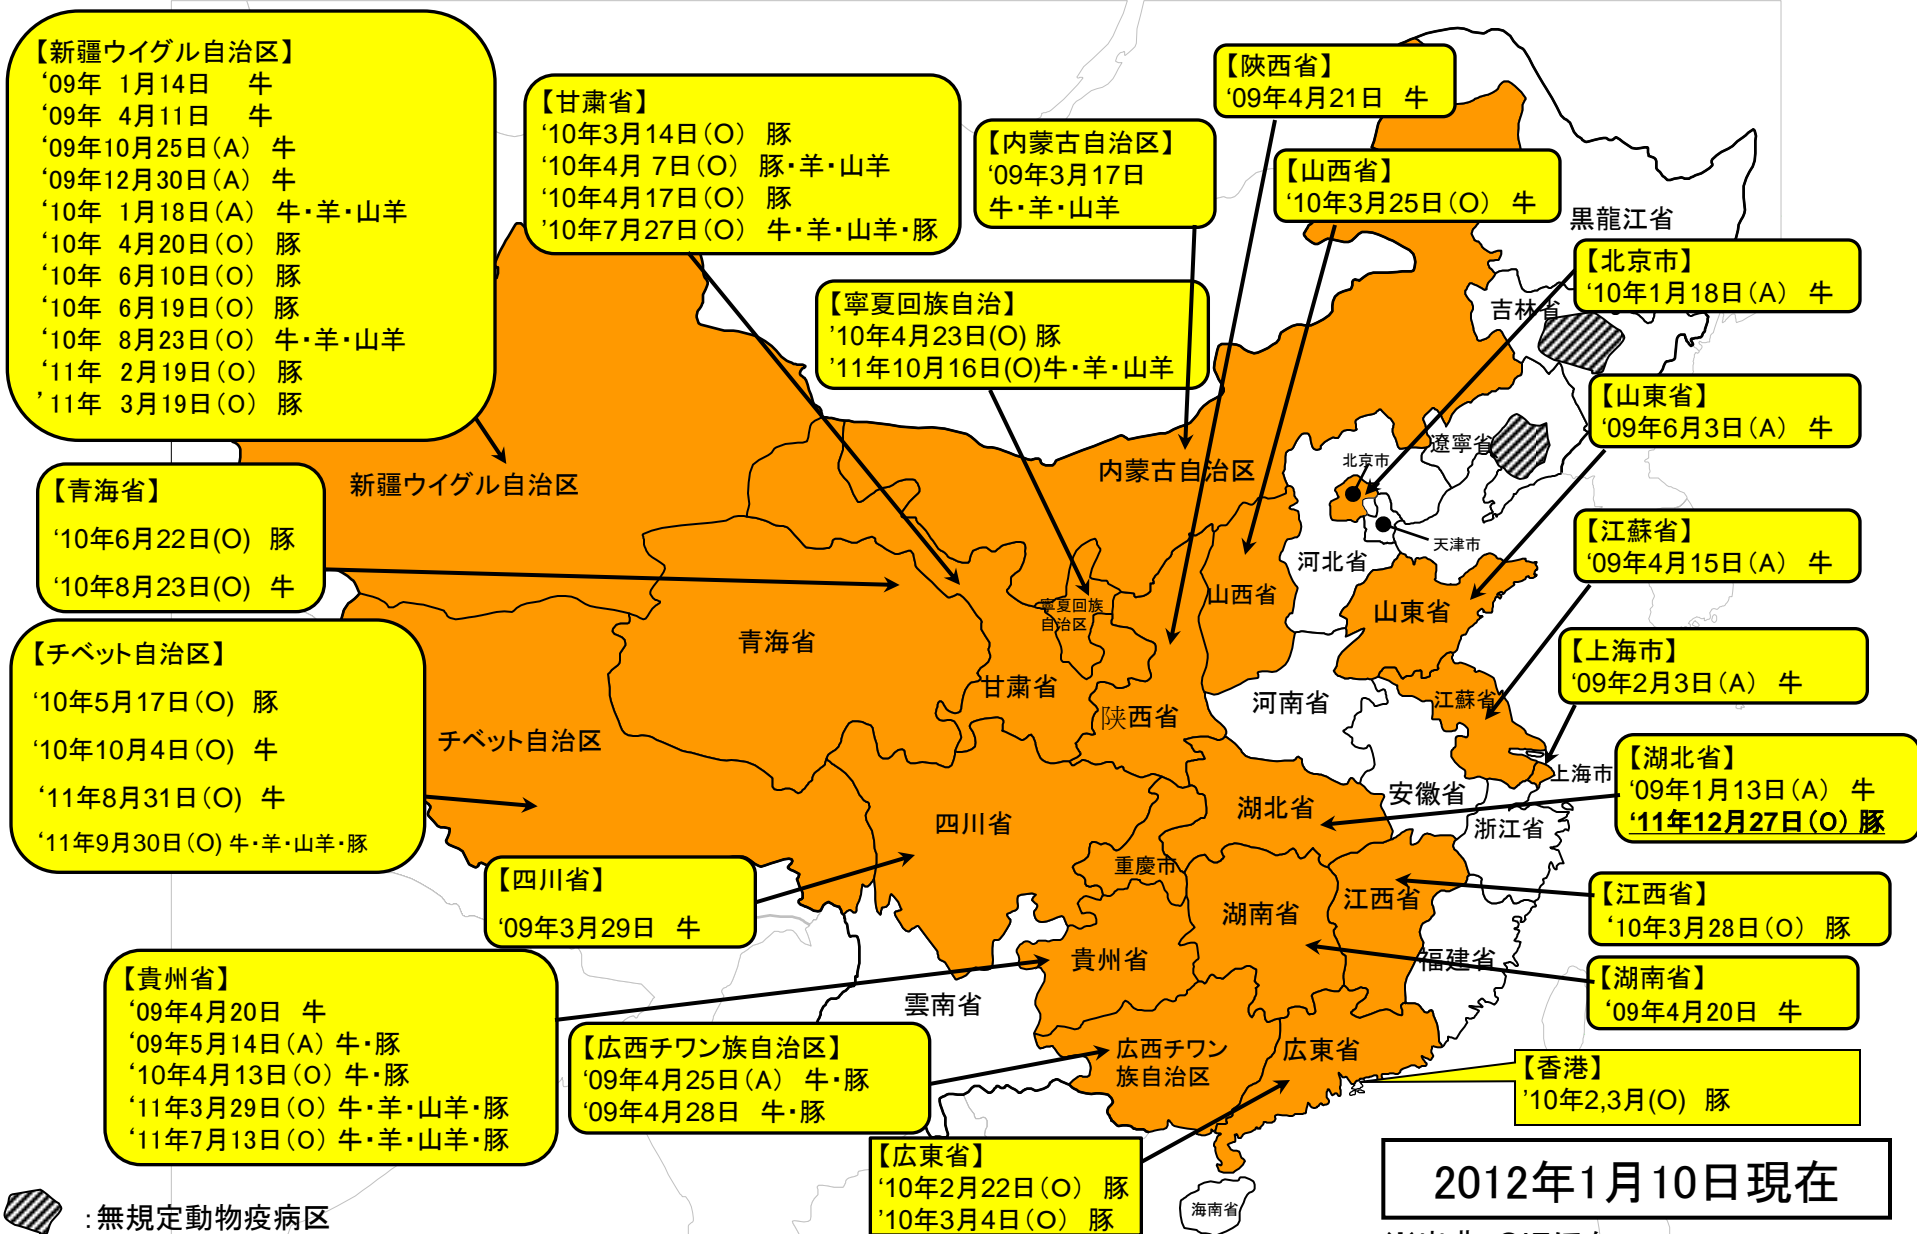 【新疆ウイグル自治区】
‘09年 1月14日 牛
‘09年 4月11日 牛
‘09年10月25日(A) 牛
‘09年12月30日(A) 牛
‘10年 1月18日(A) 牛・羊・山羊
‘10年 4月20日(O) 豚
‘10年 6月10日(O) 豚
‘10年 6月19日(O) 豚
‘10年 8月23日(O) 牛・羊・山羊
‘11年 2月19日(O) 豚
’11年 3月19日(O) 豚
【甘粛省】
‘10年3月14日(O) 豚
‘10年4月 7日(O) 豚・羊・山羊
‘10年4月17日(O) 豚
’10年7月27日(O) 牛・羊・山羊・豚
【内蒙古自治区】
‘09年3月17日
牛・羊・山羊
【陝西省】
‘09年4月21日 牛
【山西省】
‘10年3月25日(O) 牛
黒龍江省
【北京市】
‘10年1月18日(A) 牛
吉林省
【寧夏回族自治】
’10年4月23日(O) 豚
’11年10月16日(O)牛・羊・山羊
【山東省】
‘09年6月3日(A) 牛
遼寧省
北京市
内蒙古自治区
新疆ウイグル自治区
【青海省】
‘10年6月22日(O) 豚
‘10年8月23日(O) 牛
天津市
河北省
【江蘇省】
‘09年4月15日(A) 牛
山西省
山東省
寧夏回族
自治区
青海省
甘粛省
陝西省
河南省
江蘇省
【上海市】
‘09年2月3日(A) 牛
【チベット自治区】
‘10年5月17日(O) 豚
‘10年10月4日(O) 牛
‘11年8月31日(O) 牛
‘11年9月30日(O) 牛・羊・山羊・豚
チベット自治区
上海市
【湖北省】
‘09年1月13日(A) 牛
‘11年12月27日(O) 豚
四川省
湖北省
安徽省
浙江省
重慶市
【四川省】
‘09年3月29日 牛
湖南省
江西省
【江西省】
‘10年3月28日(O) 豚
貴州省
福建省
【湖南省】
‘09年4月20日 牛
【貴州省】
‘09年4月20日 牛
‘09年5月14日(A) 牛・豚
‘10年4月13日(O) 牛・豚
‘11年3月29日(O) 牛・羊・山羊・豚
‘11年7月13日(O) 牛・羊・山羊・豚
雲南省
【広西チワン族自治区】
‘09年4月25日(A) 牛・豚
‘09年4月28日 牛・豚
広西チワン
族自治区
広東省
【香港】
’10年2,3月(O) 豚
【広東省】
‘10年2月22日(O) 豚
‘10年3月4日(O) 豚
海南省
2012年1月10日現在
:無規定動物疫病区